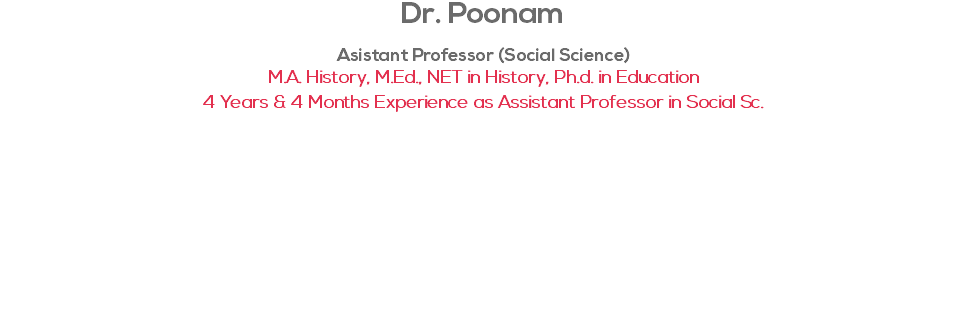 Dr. Poonam
Asistant Professor (Social Science)
M.A. History, M.Ed., NET in History, Ph.d. in Education
4 Years & 4 Months Experience as Assistant Professor in Social Sc.